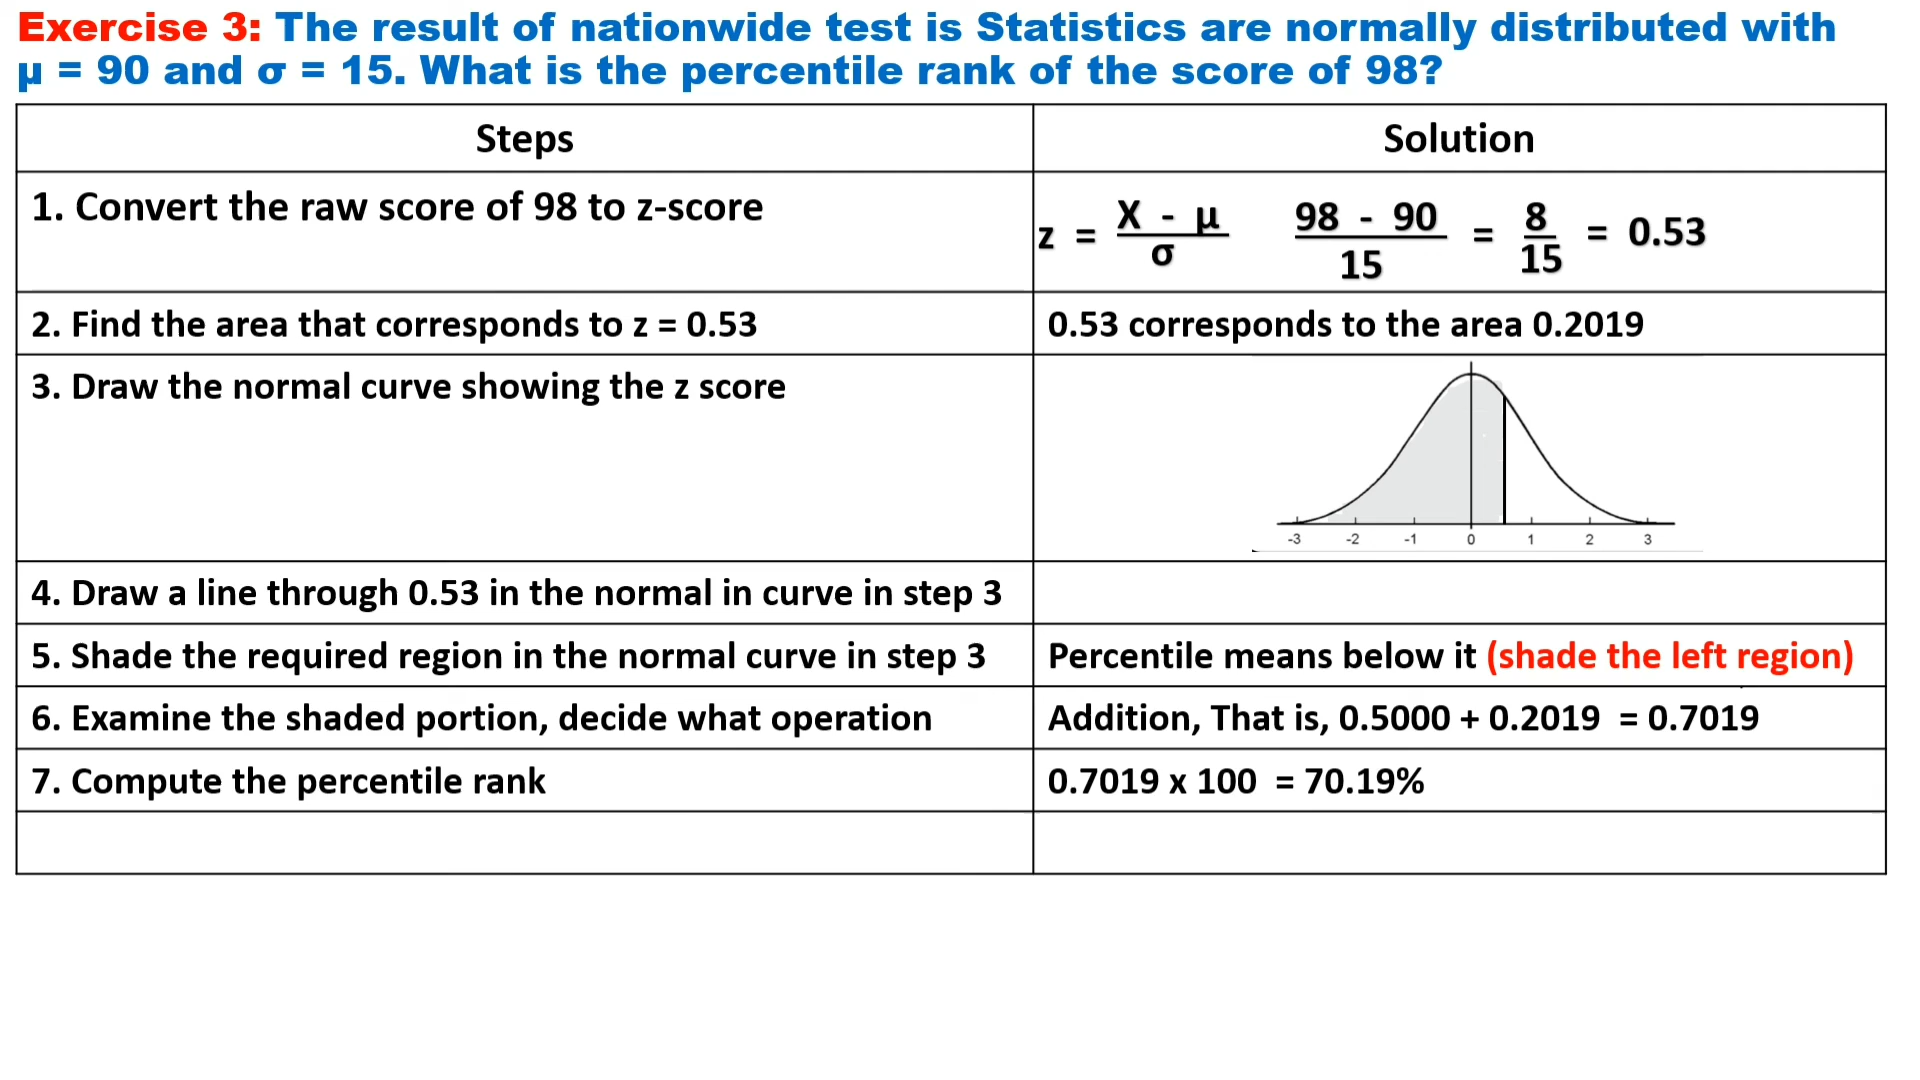 Exercise 3: The result of nationwide test is Statistics are normally distributed with
μ = 90 and σ = 15. What is the percentile rank of the score of 98?
Steps
Solution
1. Convert the raw score of 98 to z-score
z = X - μ / σ 98 - 90 / 15 = 8 / 15 = 0.53
2. Find the area that corresponds to z = 0.53
0.53 corresponds to the area 0.2019
3. Draw the normal curve showing the z score
-3 -2 -1 0 1 2 3
4. Draw a line through 0.53 in the normal in curve in step 3
5. Shade the required region in the normal curve in step 3
Percentile means below it (shade the left region)
6. Examine the shaded portion, decide what operation
Addition, That is, 0.5000 + 0.2019 = 0.7019
7. Compute the percentile rank
0.7019 x 100 = 70.19%